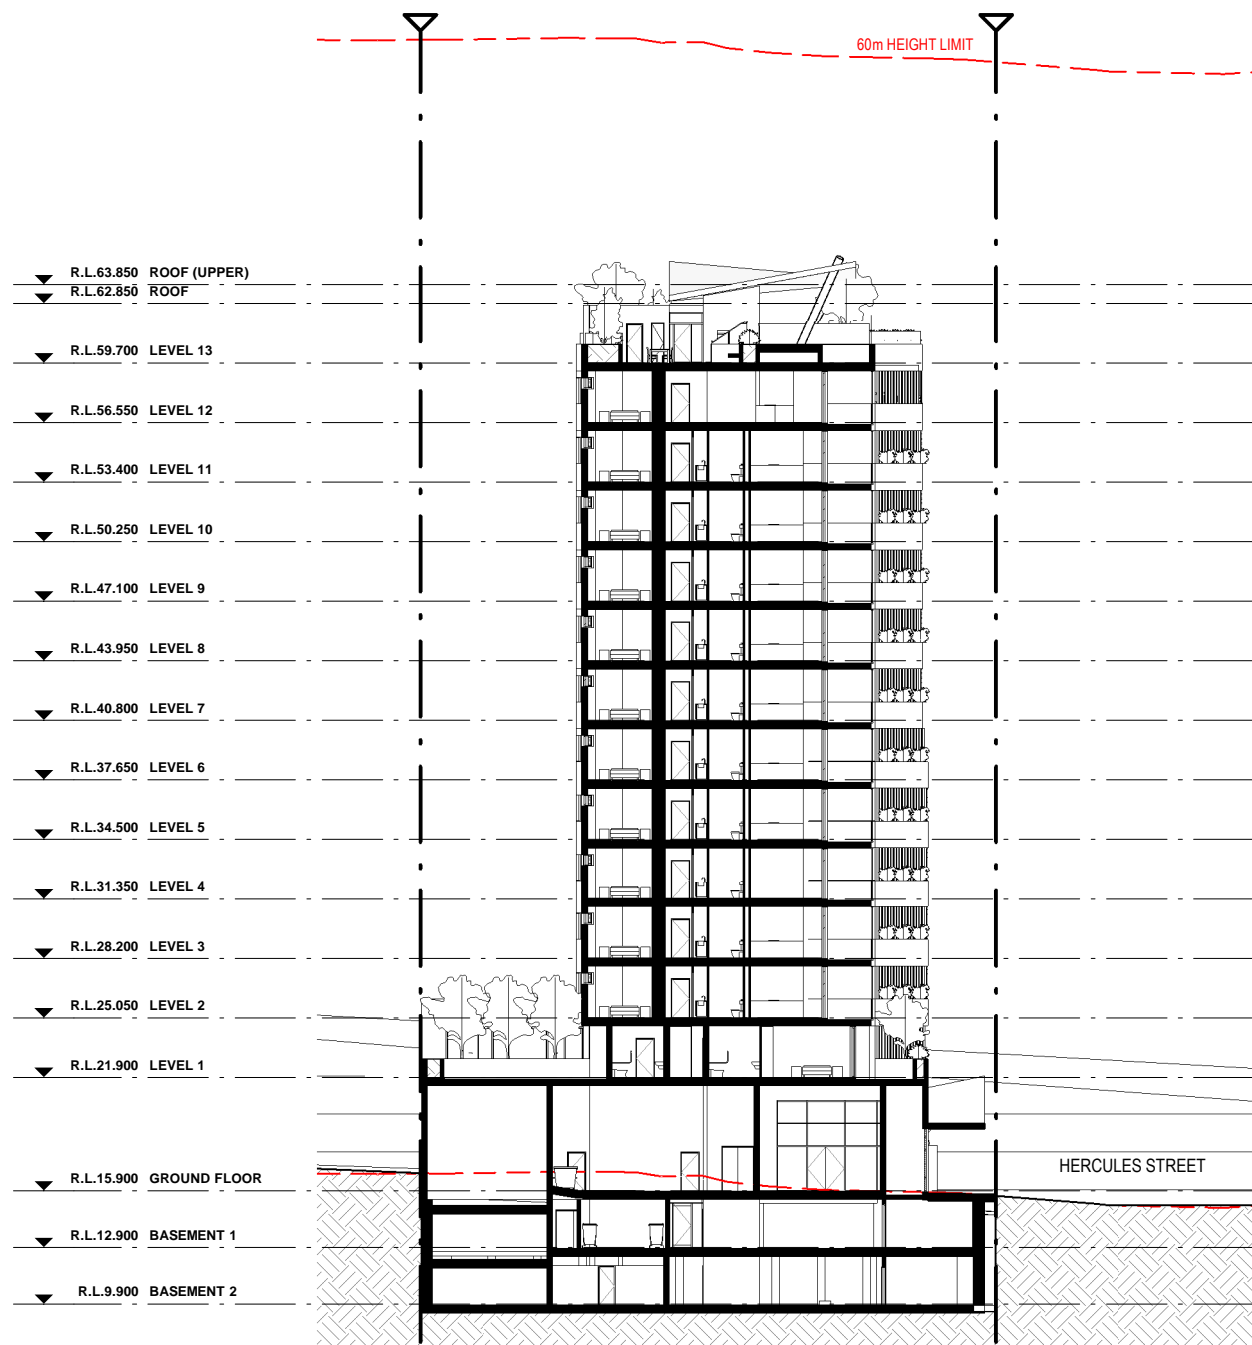 60m HEIGHT LIMIT
R.L.63.850 ROOF (UPPER)
R.L.62.850 ROOF
R.L.59.700 LEVEL 13
R.L.56.550 LEVEL 12
R.L.53.400 LEVEL 11
R.L.50.250 LEVEL 10
R.L.47.100 LEVEL 9
R.L.43.950 LEVEL 8
R.L.40.800 LEVEL 7
R.L.37.650 LEVEL 6
R.L.34.500 LEVEL 5
R.L.31.350 LEVEL 4
R.L.28.200 LEVEL 3
R.L.25.050 LEVEL 2
R.L.21.900 LEVEL 1
HERCULES STREET
R.L.15.900 GROUND FLOOR
R.L.12.900 BASEMENT 1
R.L.9.900 BASEMENT 2